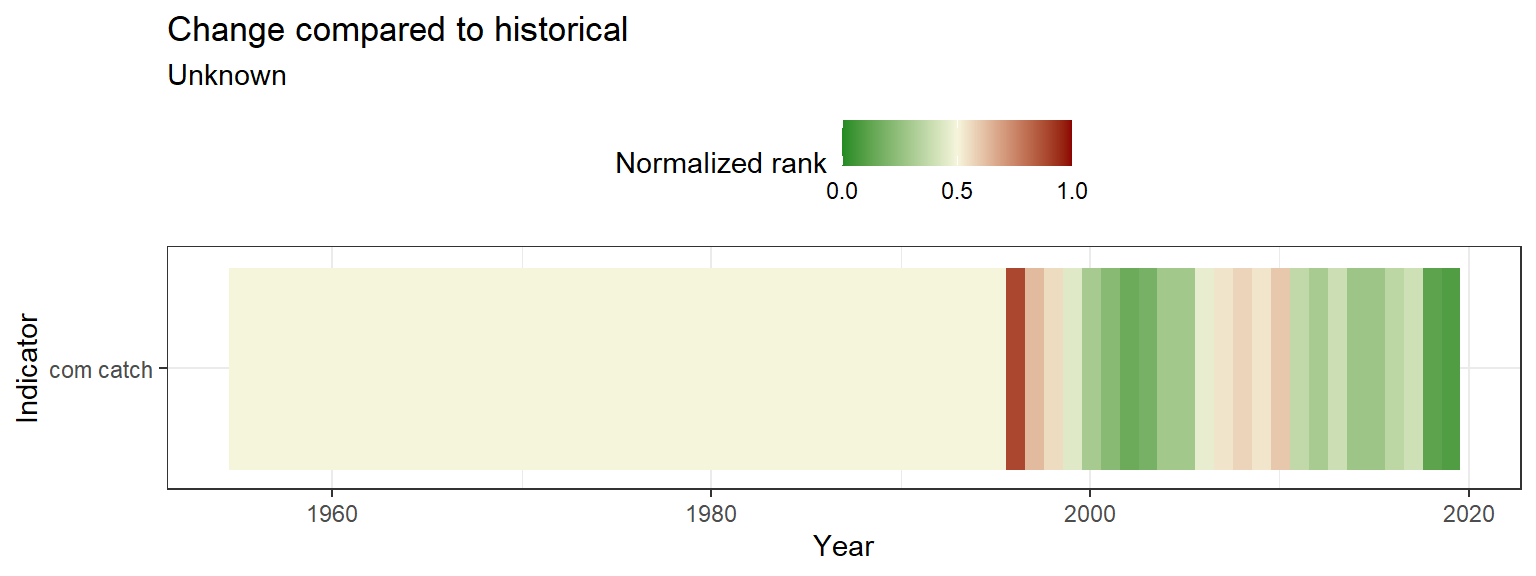 Change compared to historical
Unknown
Normalized rank
0.0 0.5 1.0
Indicator
com catch
1960 1980 2000 2020
Year